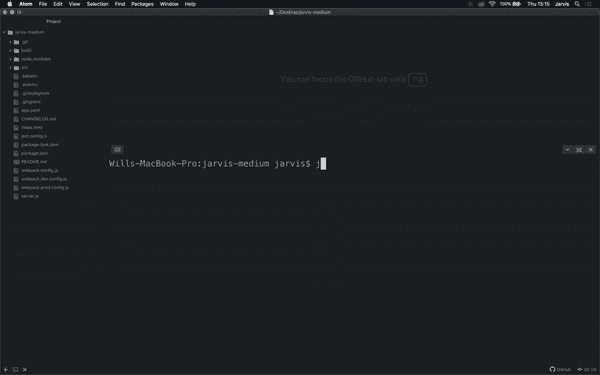 Atom File Edit View Selection Find Packages Window Help 100% Thu 15:15 Jarvis
~/Desktop/jarvis-medium
Project
jarvis-medium
.git
build
node_modules
src
.babelrc
.eslintrc
.gcloudignore
.gitignore
app.yaml
CHANGELOG.md
index.html
jest.config.js
package-lock.json
package.json
README.md
webpack.config.js
webpack.dev.config.js
webpack.prod.config.js
server.js
You can focus the GitHub tab with
Wills-MacBook-Pro:jarvis-medium jarvis$ j
GitHub